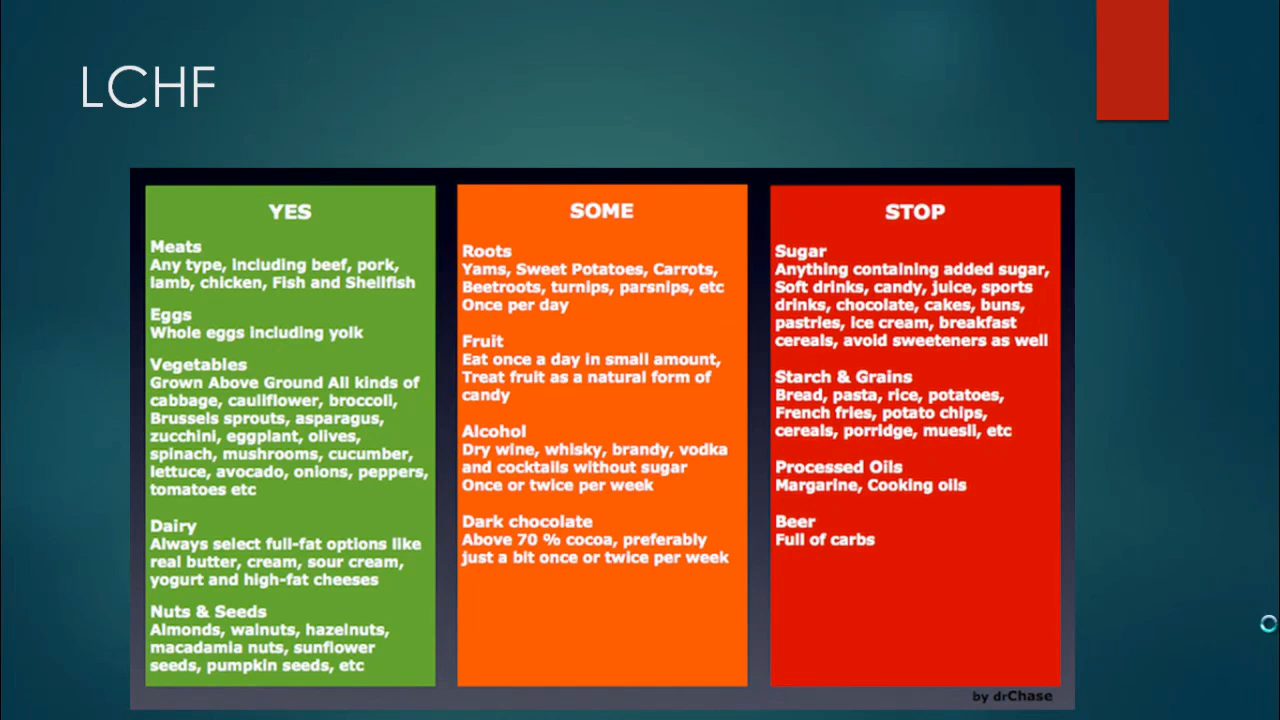 LCHF
YES
Meats
Any type, including beef, pork,
lamb, chicken, Fish and Shellfish
Eggs
Whole eggs including yolk
Vegetables
Grown Above Ground All kinds of
cabbage, cauliflower, broccoli,
Brussels sprouts, asparagus,
zucchini, eggplant, olives,
spinach, mushrooms, cucumber,
lettuce, avocado, onions, peppers,
tomatoes etc
Dairy
Always select full-fat options like
real butter, cream, sour cream,
yogurt and high-fat cheeses
Nuts & Seeds
Almonds, walnuts, hazelnuts,
macadamia nuts, sunflower
seeds, pumpkin seeds, etc
SOME
Roots
Yams, Sweet Potatoes, Carrots,
Beetroots, turnips, parsnips, etc
Once per day
Fruit
Eat once a day in small amount,
Treat fruit as a natural form of
candy
Alcohol
Dry wine, whisky, brandy, vodka
and cocktails without sugar
Once or twice per week
Dark chocolate
Above 70 % cocoa, preferably
just a bit once or twice per week
STOP
Sugar
Anything containing added sugar,
Soft drinks, candy, juice, sports
drinks, chocolate, cakes, buns,
pastries, ice cream, breakfast
cereals, avoid sweeteners as well
Starch & Grains
Bread, pasta, rice, potatoes,
French fries, potato chips,
cereals, porridge, muesli, etc
Processed Oils
Margarine, Cooking oils
Beer
Full of carbs
by drChase